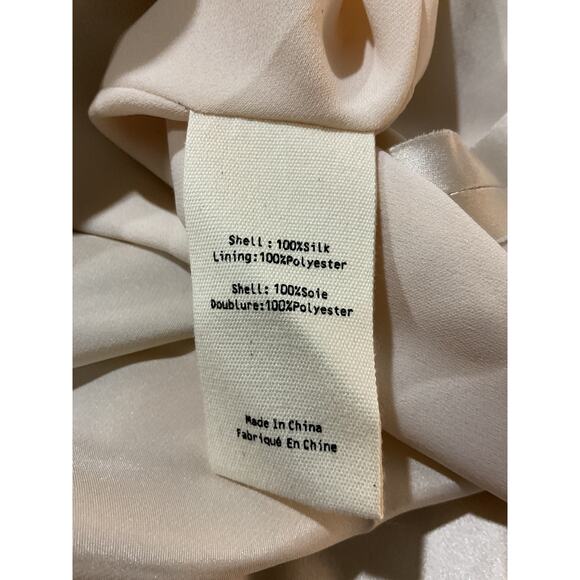 Shell : 100%Silk
Lining:100%Polyester
Shell: 100%Soie
Doublure:100%Polyester
Made In China
Fabriqué En Chine